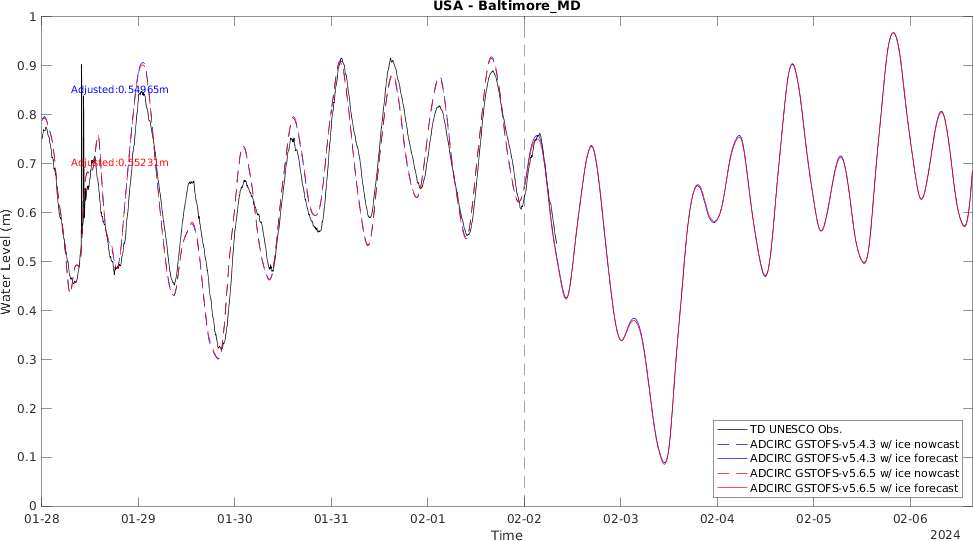 USA - Baltimore_MD
1
0.9
0.8
0.7
0.6
0.5
0.4
0.3
0.2
0.1
0
Water Level (m)
Adjusted:0.54965m
Adjusted:0.55231m
TD UNESCO Obs.
ADCIRC GSTOFS-v5.4.3 w/ ice nowcast
ADCIRC GSTOFS-v5.4.3 w/ ice forecast
ADCIRC GSTOFS-v5.6.5 w/ ice nowcast
ADCIRC GSTOFS-v5.6.5 w/ ice forecast
01-28 01-29 01-30 01-31 02-01 02-02 02-03 02-04 02-05 02-06
Time
2024